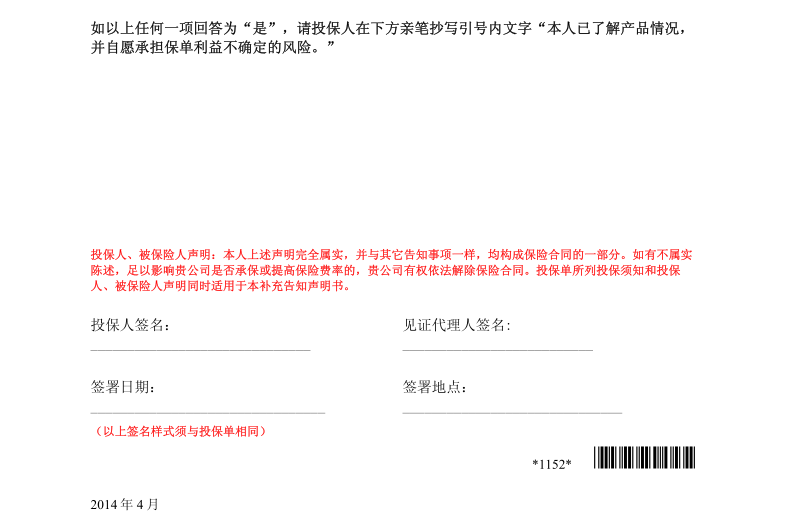 如以上任何一项回答为“是”，请投保人在下方亲笔抄写引号内文字“本人已了解产品情况，
并自愿承担保单利益不确定的风险。”
投保人、被保险人声明：本人上述声明完全属实，并与其它告知事项一样，均构成保险合同的一部分。如有不属实
陈述，足以影响贵公司是否承保或提高保险费率的，贵公司有权依法解除保险合同。投保单所列投保须知和投保
人、被保险人声明同时适用于本补充告知声明书。
投保人签名： 见证代理人签名:
签署日期： 签署地点：
（以上签名样式须与投保单相同）
*1152*
2014 年 4 月